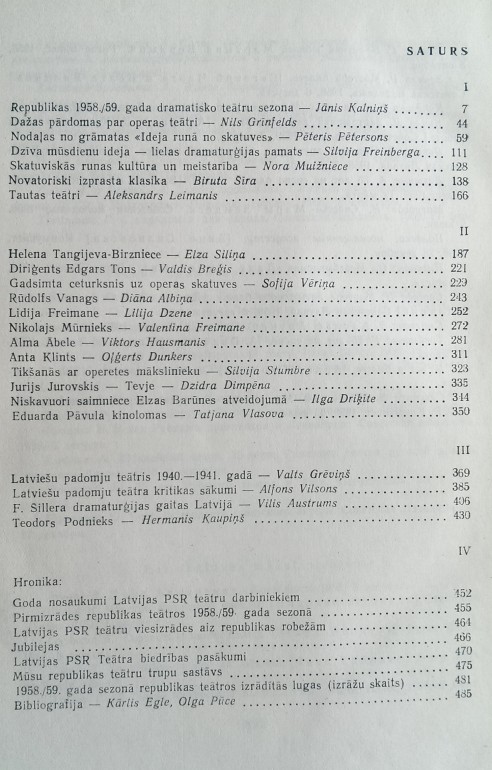 SATURS
I
Republikas 1958./59. gada dramatisko teātru sezona — Jānis Kalniņš ........ 7
Dažas pārdomas par operas teātri — Nils Grīnfelds ........ 44
Nodaļas no grāmatas «Ideja runā no skatuves» — Pēteris Pētersons ........ 59
Dzīva mūsdienu ideja — lielas dramaturģijas pamats — Silvija Freinberga.... 111
Skatuviskās runas kultūra un meistarība — Nora Muižniece ........ 128
Novatoriski izprasta klasika — Biruta Sīra ........ 138
Tautas teātri — Aleksandrs Leimanis ........ 166
II
Helena Tangijeva-Birzniece — Elza Siliņa ........ 187
Diriģents Edgars Tons — Valdis Breģis ........ 221
Gadsimta ceturksnis uz operas skatuves — Sofija Vēriņa ........ 229
Rūdolfs Vanags — Diāna Albiņa ........ 243
Lidija Freimane — Lilija Dzene ........ 252
Nikolajs Mūrnieks — Valentīna Freimane ........ 272
Alma Ābele — Viktors Hausmanis ........ 281
Anta Klints — Oļģerts Dunkers ........ 311
Tikšanās ar operetes mākslinieku — Silvija Stumbre ........ 323
Jurijs Jurovskis — Tevje — Dzidra Dimpēna ........ 335
Niskavuori saimniece Elzas Barūnes atveidojumā — Ilga Driķite ........ 344
Eduarda Pāvula kinolomas — Tatjana Vlasova ........ 350
III
Latviešu padomju teātris 1940.—1941. gadā — Valts Grēviņš ........ 369
Latviešu padomju teātra kritikas sākumi — Alfons Vilsons ........ 385
F. Šillera dramaturģijas gaitas Latvijā — Vilis Austrums ........ 406
Teodors Podnieks — Hermanis Kaupiņš ........ 430
IV
Hronika:
Goda nosaukumi Latvijas PSR teātru darbiniekiem ........ 452
Pirmizrādes republikas teātros 1958./59. gada sezonā ........ 455
Latvijas PSR teātru viesizrādes aiz republikas robežām ........ 464
Jubilejas ........ 466
Latvijas PSR Teātra biedrības pasākumi ........ 470
Mūsu republikas teātru trupu sastāvs ........ 475
1958./59. gada sezonā republikas teātros izrādītās lugas (izrāžu skaits) ........ 481
Bibliogrāfija — Kārlis Egle, Olga Pūce ........ 485